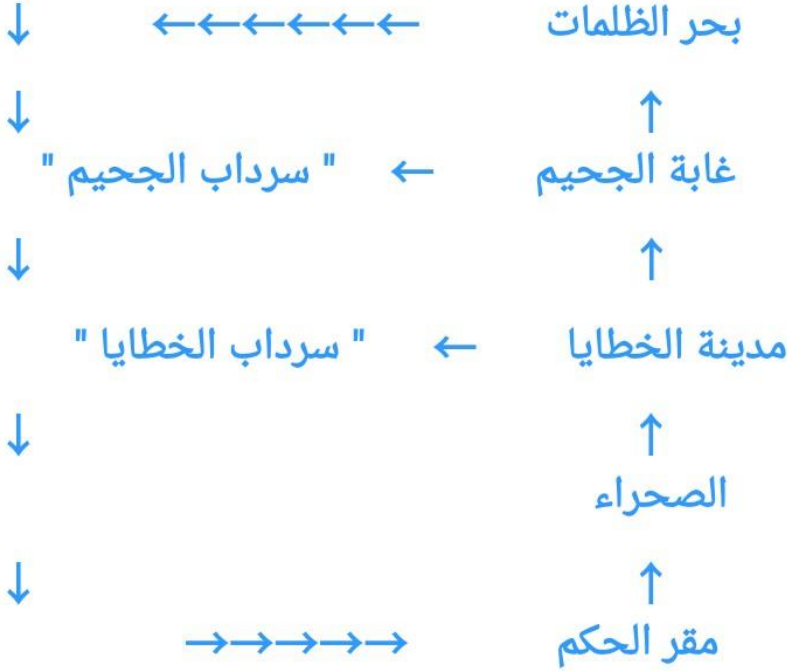 بحر الظلمات ←←←←←← ↓
↑ ↓
غابة الجحيم ← " سرداب الجحيم "
↑ ↓
مدينة الخطايا ← " سرداب الخطايا "
↑ ↓
الصحراء
↑ ↓
مقر الحكم →→→→→